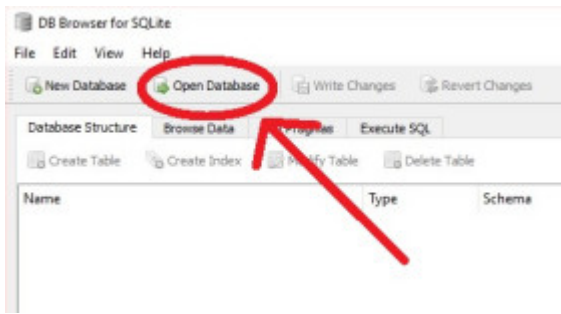 DB Browser for SQLite
File Edit View Help
New Database Open Database Write Changes Revert Changes
Database Structure Browse Data Pragmas Execute SQL
Create Table Create Index Modify Table Delete Table
Name Type Schema